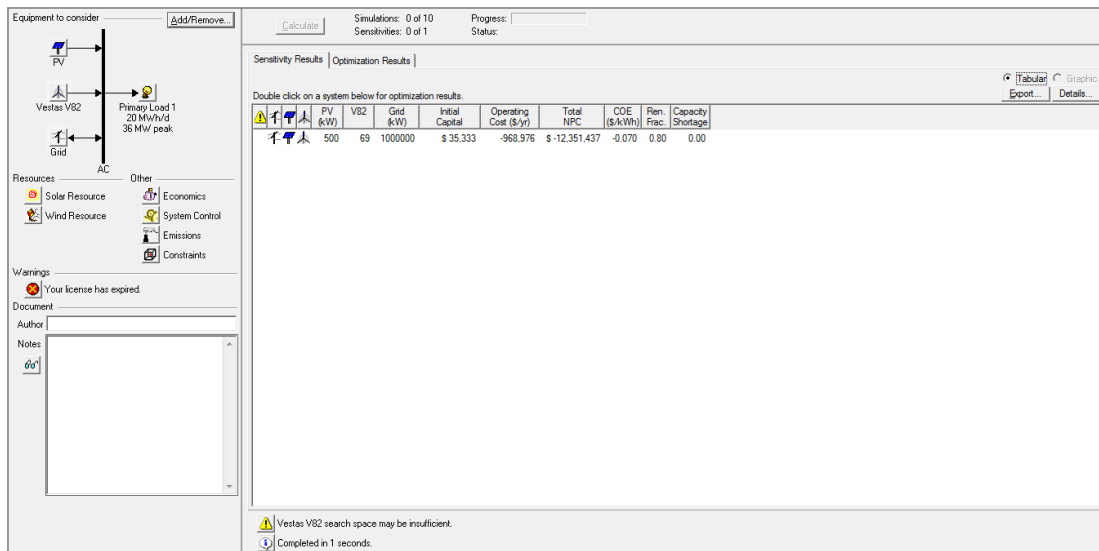 Equipment to consider
Add/Remove...
PV
Vestas V82
Primary Load 1
20 MWh/d
36 MW peak
Grid
AC
Resources
Other
Solar Resource
Economics
Wind Resource
System Control
Emissions
Constraints
Warnings
Your license has expired.
Document
Author
Notes
Calculate
Simulations: 0 of 10
Progress:
Sensitivities: 0 of 1
Status:
Sensitivity Results
Optimization Results
Tabular
Graphic
Double click on a system below for optimization results.
Export...
Details...
PV (kW) V82 Grid (kW) Initial Capital Operating Cost ($/yr) Total NPC COE ($/kWh) Ren. Frac. Capacity Shortage
500 69 1000000 $ 35,333 -968,976 $ -12,351,437 -0.070 0.80 0.00
Vestas V82 search space may be insufficient.
Completed in 1 seconds.